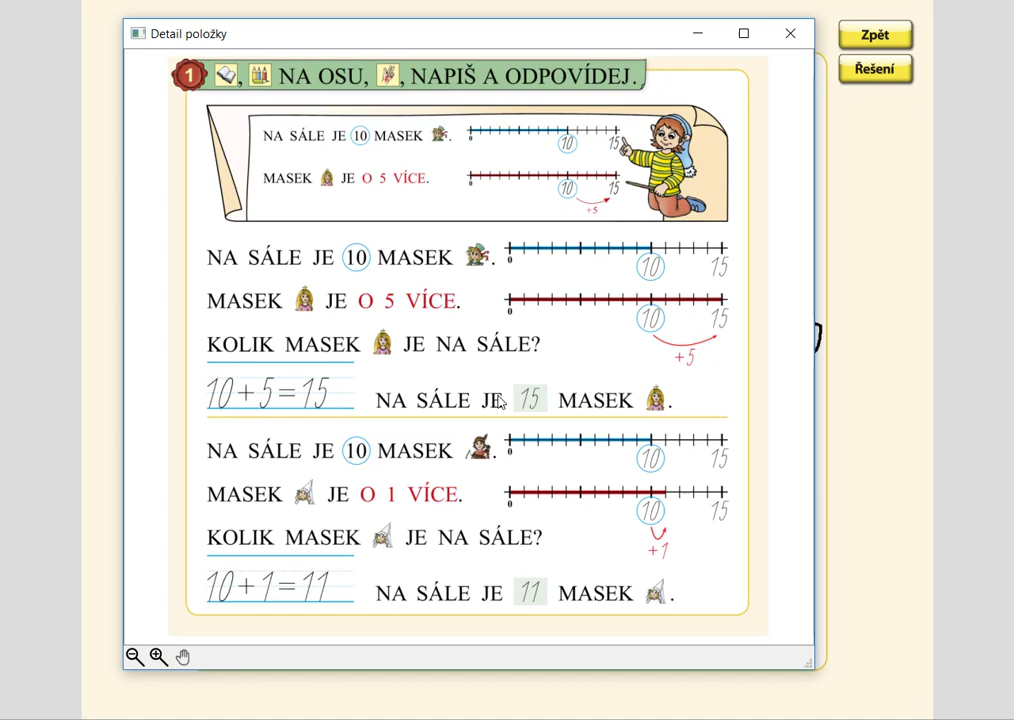 Detail položky
Zpět
Řešení
1 , NA OSU, , NAPIŠ A ODPOVÍDEJ.
NA SÁLE JE 10 MASEK .
0 10 15
MASEK JE O 5 VÍCE.
0 10 15
+5
NA SÁLE JE 10 MASEK .
0 10 15
MASEK JE O 5 VÍCE.
0 10 15
+5
KOLIK MASEK JE NA SÁLE?
10+5=15 NA SÁLE JE 15 MASEK .
NA SÁLE JE 10 MASEK .
0 10 15
MASEK JE O 1 VÍCE.
0 10 15
+1
KOLIK MASEK JE NA SÁLE?
10+1=11 NA SÁLE JE 11 MASEK .